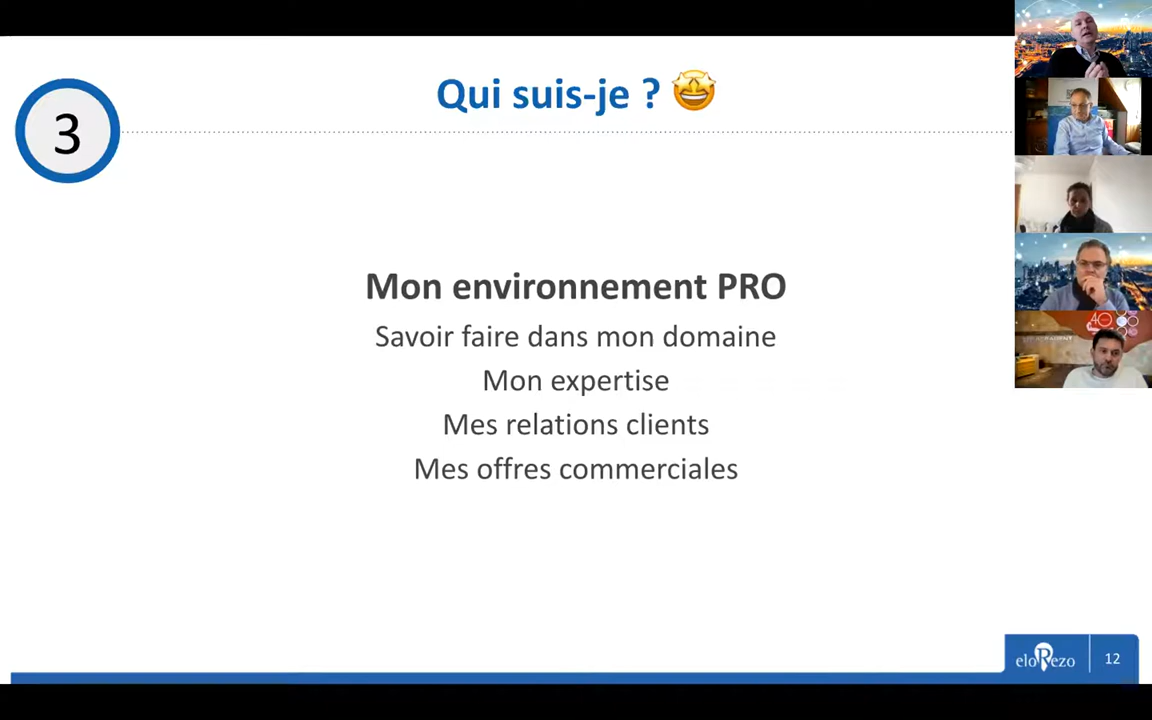 Qui suis-je ? 🤩
3
Mon environnement PRO
Savoir faire dans mon domaine
Mon expertise
Mes relations clients
Mes offres commerciales
40
eloRezo
12